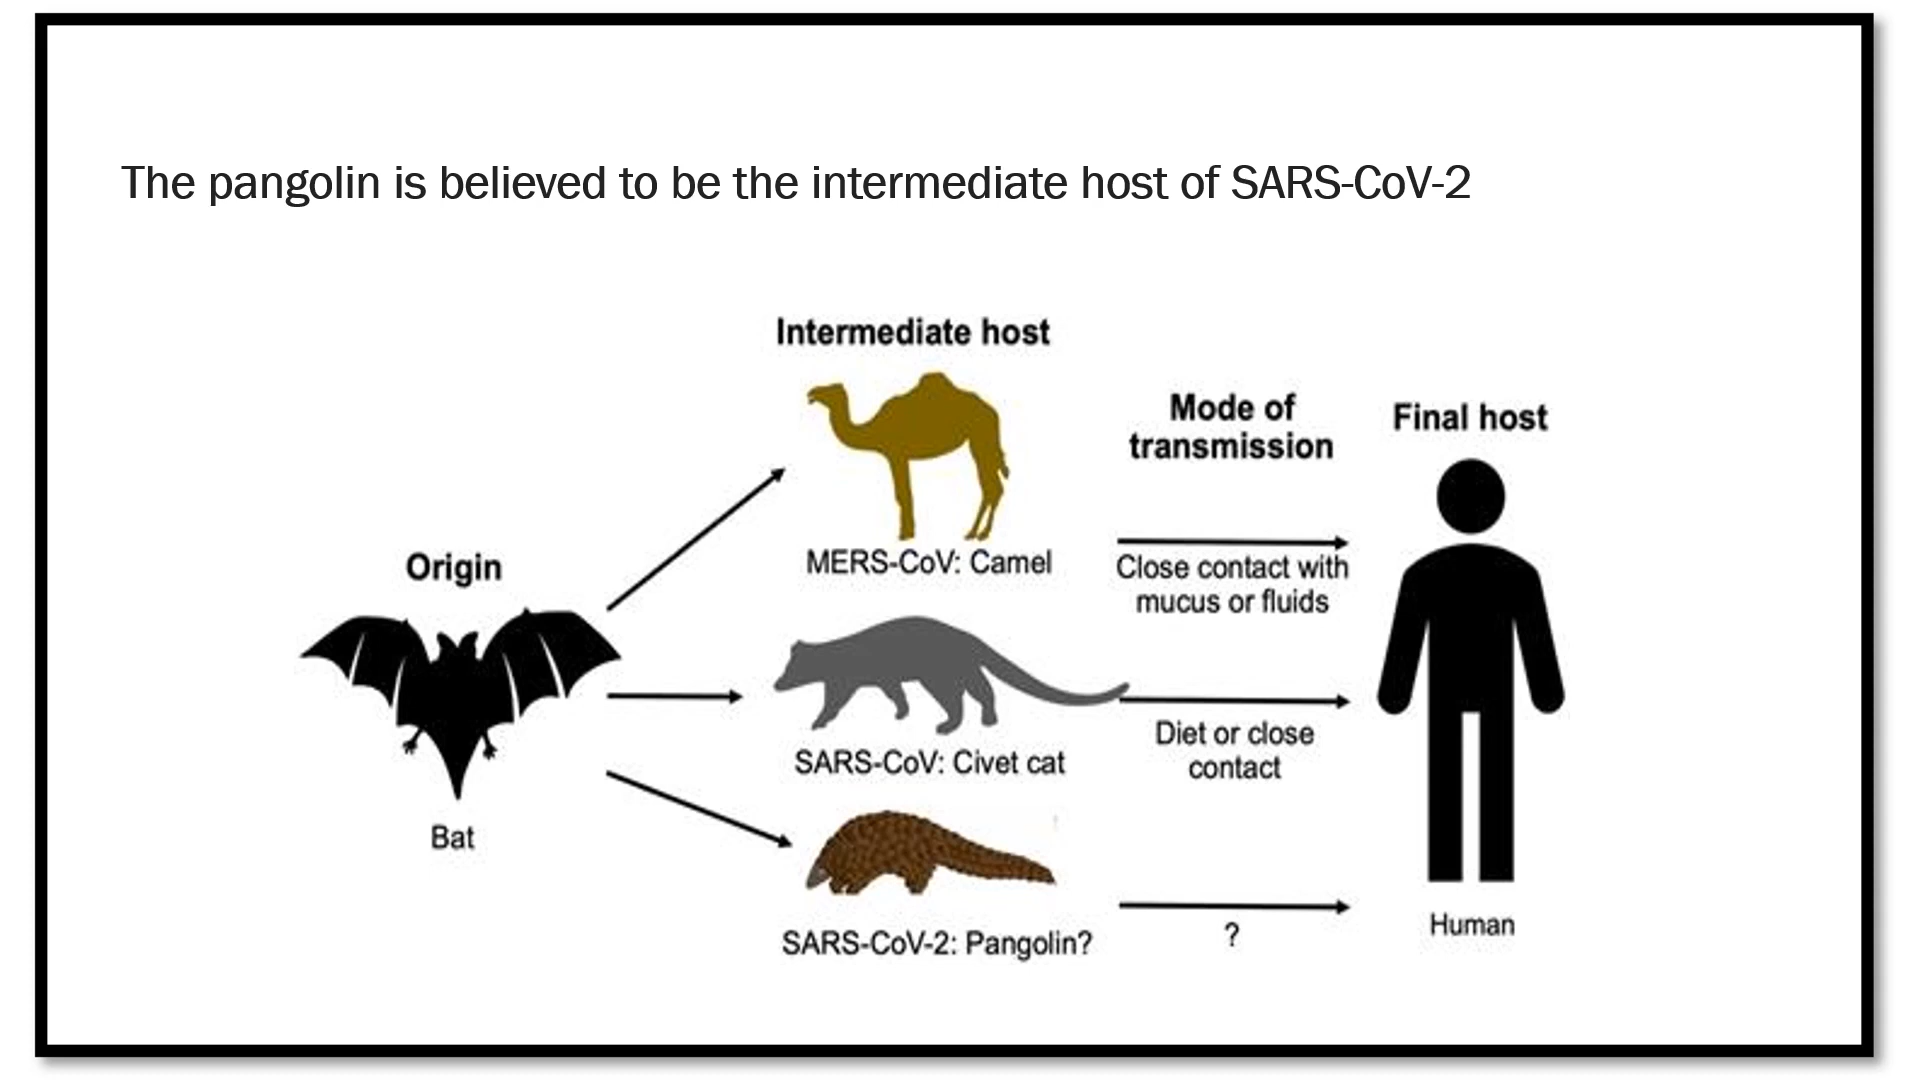 The pangolin is believed to be the intermediate host of SARS-CoV-2
Intermediate host
Mode of
transmission
Final host
MERS-CoV: Camel
Close contact with
mucus or fluids
Origin
SARS-CoV: Civet cat
Diet or close
contact
Bat
SARS-CoV-2: Pangolin?
?
Human